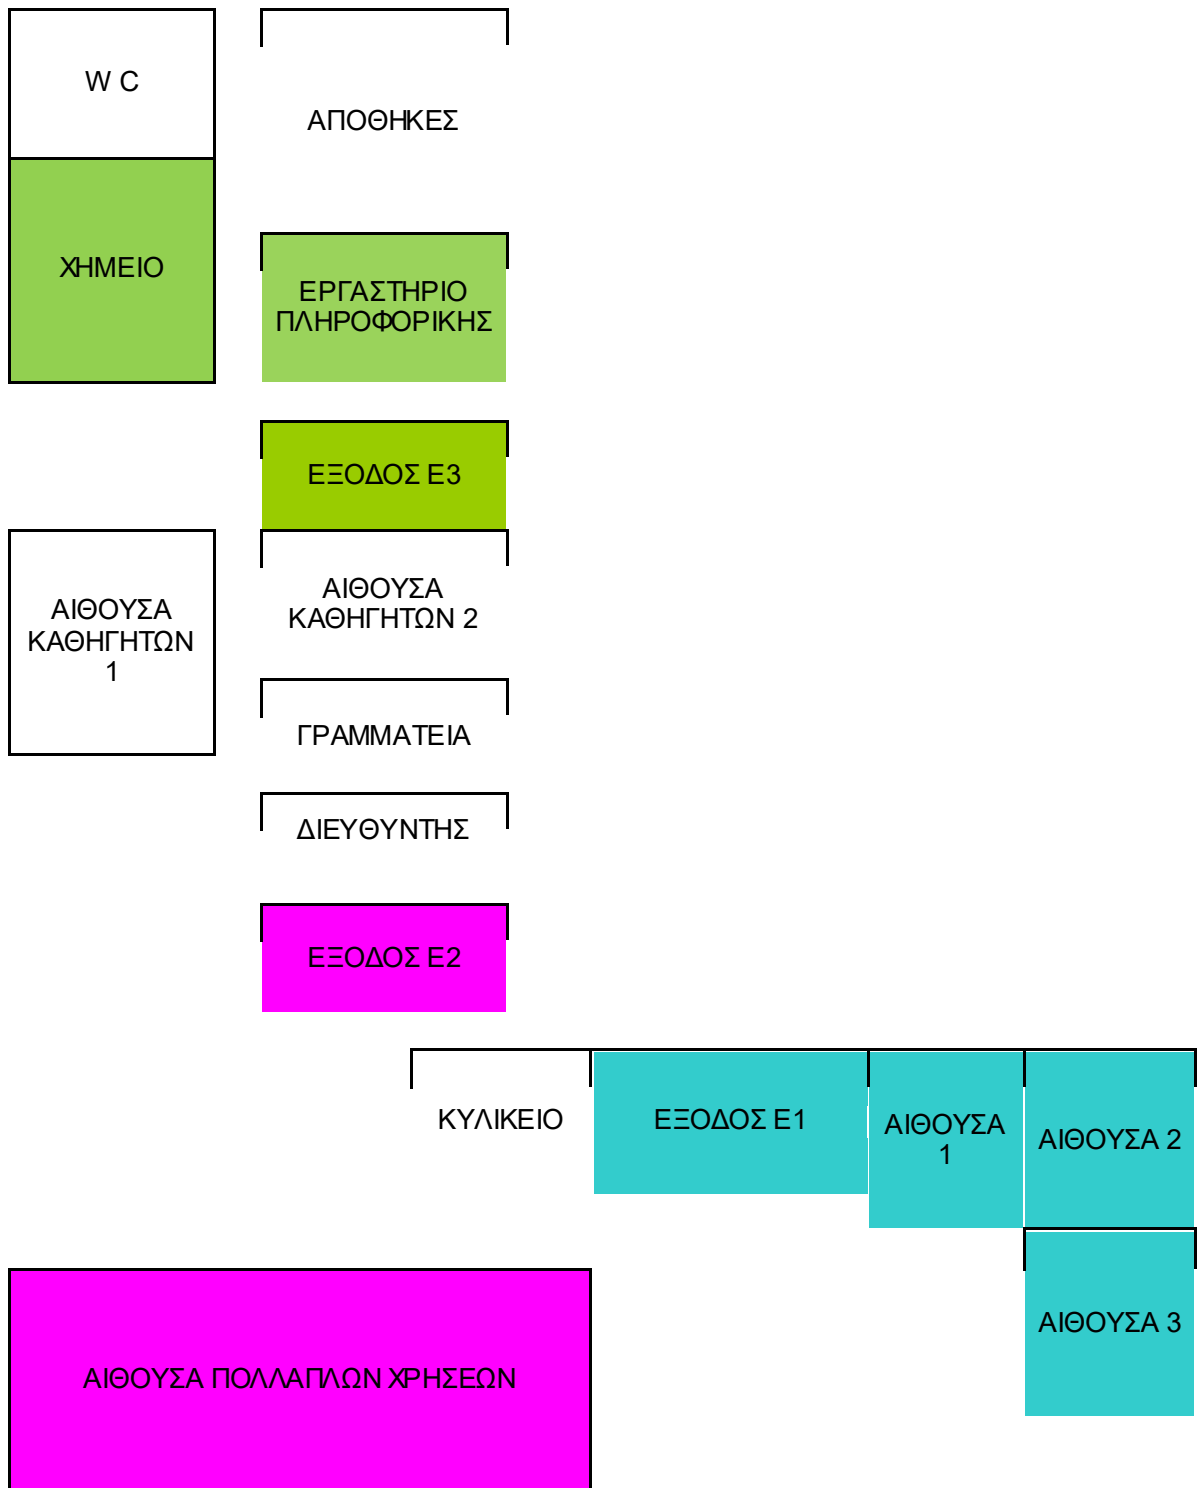 W C
ΑΠΟΘΗΚΕΣ
ΧΗΜΕΙΟ
ΕΡΓΑΣΤΗΡΙΟ
ΠΛΗΡΟΦΟΡΙΚΗΣ
ΕΞΟΔΟΣ Ε3
ΑΙΘΟΥΣΑ
ΚΑΘΗΓΗΤΩΝ
1
ΑΙΘΟΥΣΑ
ΚΑΘΗΓΗΤΩΝ 2
ΓΡΑΜΜΑΤΕΙΑ
ΔΙΕΥΘΥΝΤΗΣ
ΕΞΟΔΟΣ Ε2
ΚΥΛΙΚΕΙΟ
ΕΞΟΔΟΣ Ε1
ΑΙΘΟΥΣΑ
1
ΑΙΘΟΥΣΑ 2
ΑΙΘΟΥΣΑ 3
ΑΙΘΟΥΣΑ ΠΟΛΛΑΠΛΩΝ ΧΡΗΣΕΩΝ